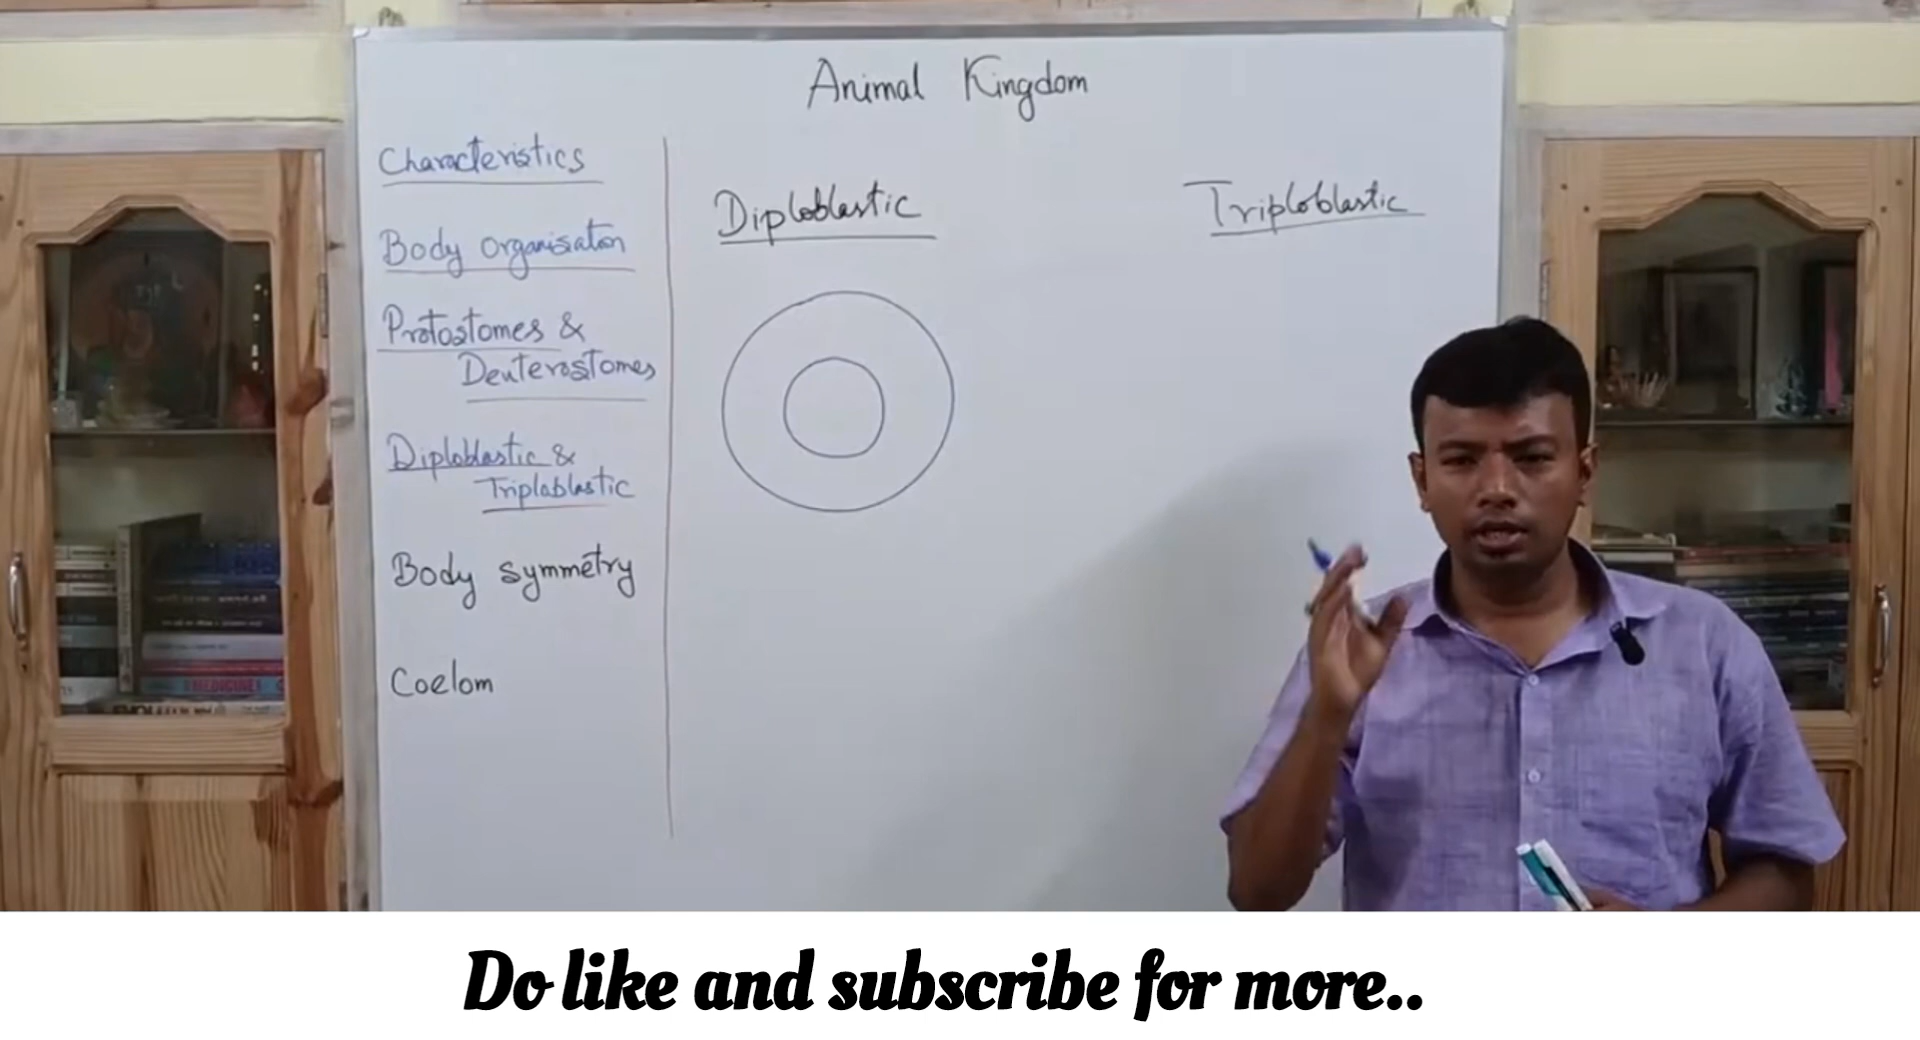 Animal Kingdom
Characteristics
Body organisation
Protostomes &
Deuterostomes
Diploblastic &
Triploblastic
Body symmetry
Coelom
Diploblastic
Triploblastic
MEDICINE
Do like and subscribe for more..